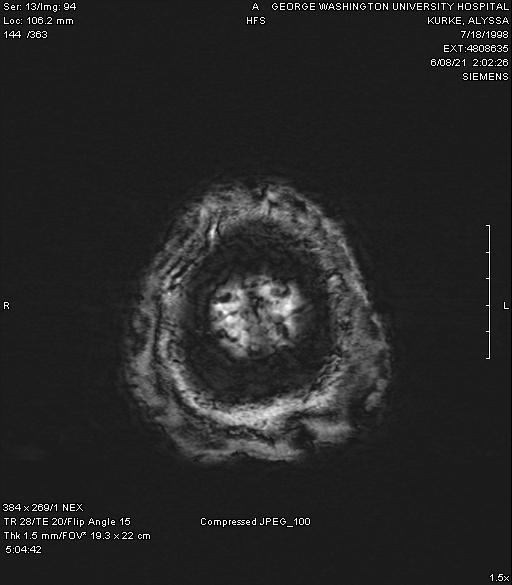 Ser: 13/Img: 94
Loc: 106.2 mm
144 /363
A
HFS
GEORGE WASHINGTON UNIVERSITY HOSPITAL
KURKE, ALYSSA
7/18/1998
EXT:4808635
6/08/21 2:02:26
SIEMENS
R
L
384 x 269/1 NEX
TR 28/TE 20/Flip Angle 15
Thk 1.5 mm/FOV* 19.3 x 22 cm
5:04:42
Compressed JPEG_100
1.5x